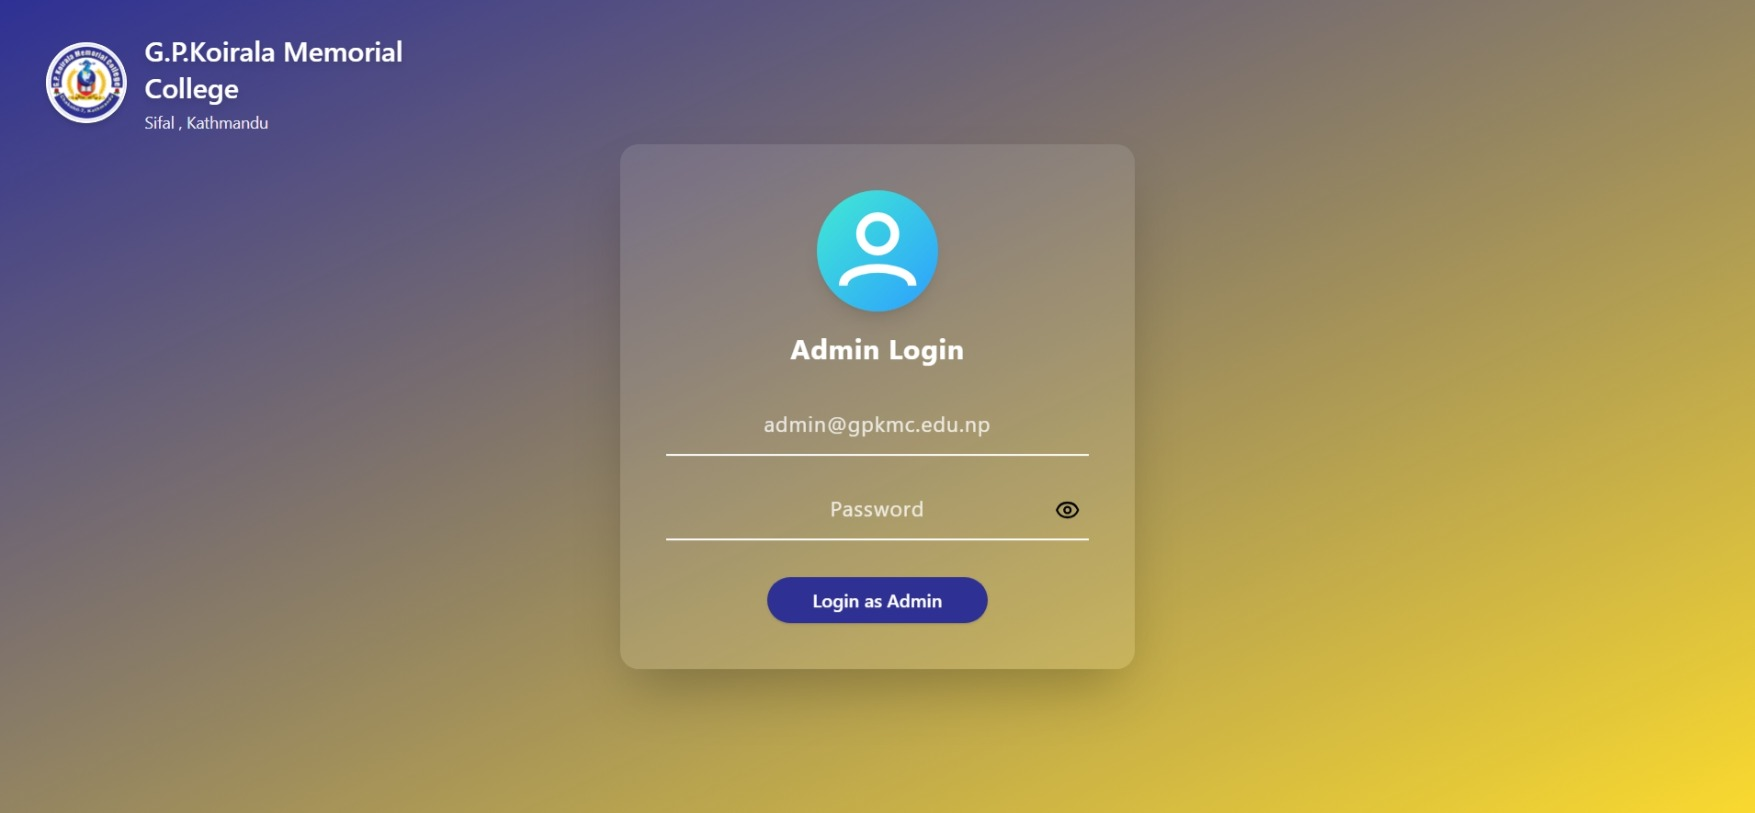 G.P.Koirala Memorial
College
Sifal , Kathmandu
Admin Login
admin@gpkmc.edu.np
Password
Login as Admin